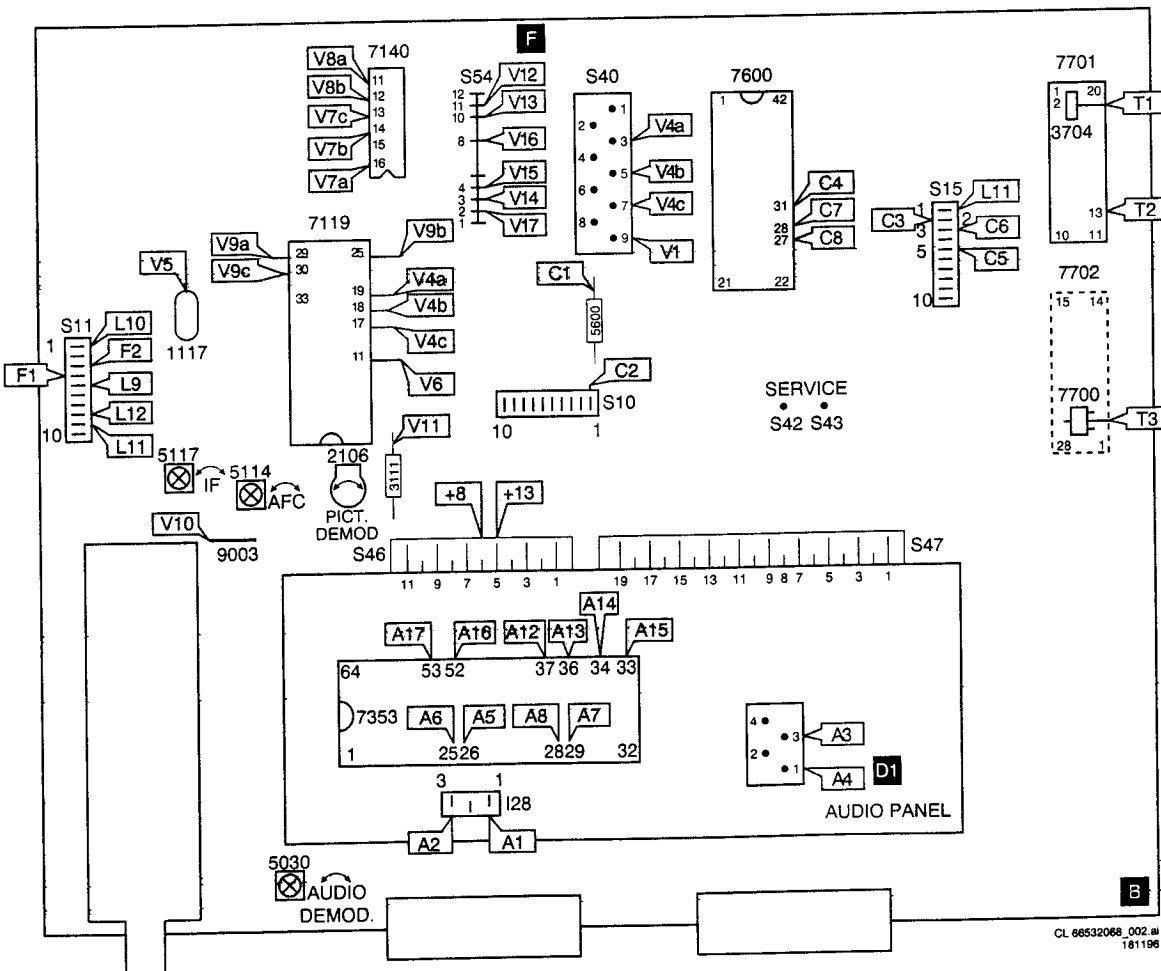 F
7140
V8a
11
V8b
12
V7c
13
14
V7b
15
16
V7a
S54
12
11
10
8
4
3
2
1
V12
V13
V16
V15
V14
V17
S40
1
2
3
4
5
6
7
8
9
V4a
V4b
V4c
V1
7600
1 42
31
28
27
21 22
C4
C7
C8
S15
1
2
3
5
10
L11
C3
C6
C5
7701
1 20
2
3704
13
10 11
T1
T2
7702
15 14
7700
28 1
T3
7119
V9a
29 25
V9b
V9c
30
33
19
V4a
18
V4b
17
V4c
11
V6
V5
1117
S11
1
10
L10
F2
F1
L9
L12
L11
C1
5600
C2
S10
10 1
SERVICE
S42 S43
V11
3111
5117
IF
5114
AFC
2106
PICT.
DEMOD
V10
9003
+8 +13
S46
11 9 7 5 3 1
S47
19 17 15 13 11 9 8 7 5 3 1
A17 A16 A12 A13 A14 A15
64 53 52 37 36 34 33
7353
A6 A5 A8 A7
1 25 26 28 29 32
3 1
I28
A2 A1
4
3
2
1
A3
A4
D1
AUDIO PANEL
5030
AUDIO
DEMOD.
B
CL 66532068_002.ai
181196